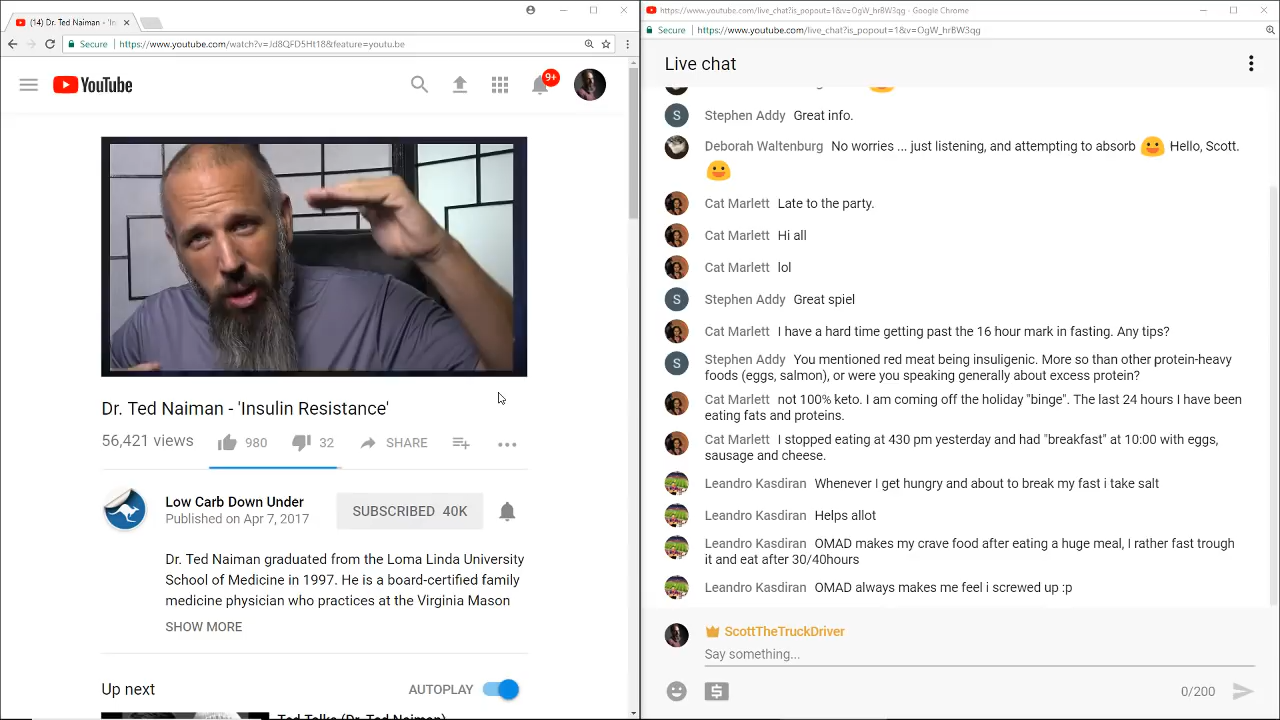 (14) Dr. Ted Naiman - 'In
Secure
https://www.youtube.com/watch?v=Jd8QFD5Ht18&feature=youtu.be
YouTube
9+
Dr. Ted Naiman - 'Insulin Resistance'
56,421 views
980
32
SHARE
Low Carb Down Under
Published on Apr 7, 2017
SUBSCRIBED 40K
Dr. Ted Naiman graduated from the Loma Linda University
School of Medicine in 1997. He is a board-certified family
medicine physician who practices at the Virginia Mason
SHOW MORE
Up next
AUTOPLAY
Ted Talks (Dr. Ted Naiman)
https://www.youtube.com/live_chat?is_popout=1&v=OgW_hrBW3qg - Google Chrome
Secure
https://www.youtube.com/live_chat?is_popout=1&v=OgW_hrBW3qg
Live chat
S
Stephen Addy Great info.
Deborah Waltenburg No worries ... just listening, and attempting to absorb 😃 Hello, Scott.
😃
Cat Marlett Late to the party.
Cat Marlett Hi all
Cat Marlett lol
S
Stephen Addy Great spiel
Cat Marlett I have a hard time getting past the 16 hour mark in fasting. Any tips?
S
Stephen Addy You mentioned red meat being insuligenic. More so than other protein-heavy
foods (eggs, salmon), or were you speaking generally about excess protein?
Cat Marlett not 100% keto. I am coming off the holiday "binge". The last 24 hours I have been
eating fats and proteins.
Cat Marlett I stopped eating at 430 pm yesterday and had "breakfast" at 10:00 with eggs,
sausage and cheese.
Leandro Kasdiran Whenever I get hungry and about to break my fast i take salt
Leandro Kasdiran Helps allot
Leandro Kasdiran OMAD makes my crave food after eating a huge meal, I rather fast trough
it and eat after 30/40hours
Leandro Kasdiran OMAD always makes me feel i screwed up :p
ScottTheTruckDriver
Say something...
0/200